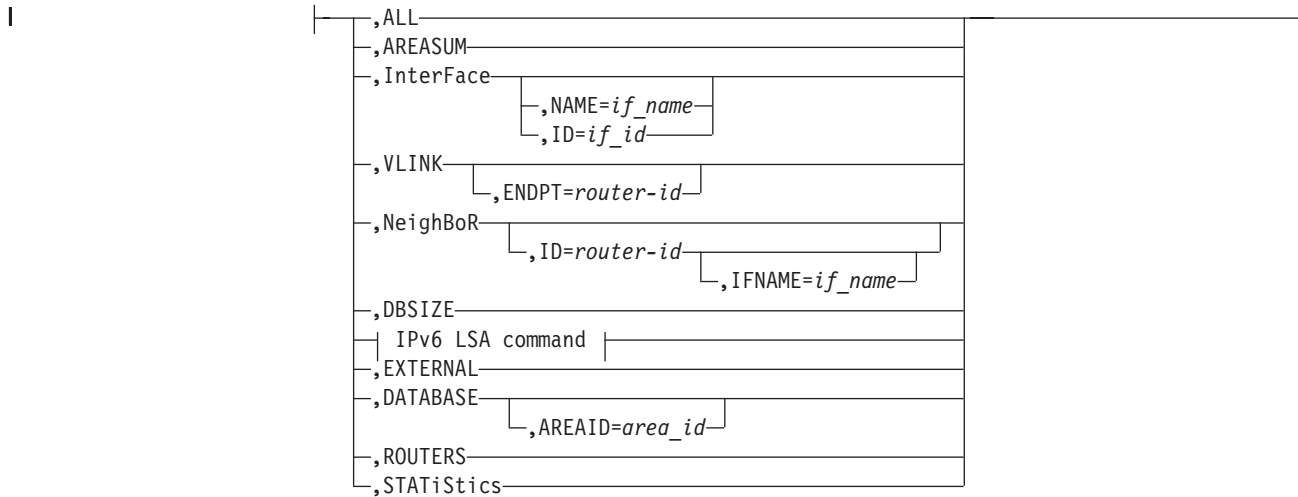 ,ALL
,AREASUM
,InterFace
,NAME=if_name
,ID=if_id
,VLINK
,ENDPT=router-id
,NeighBoR
,ID=router-id
,IFNAME=if_name
,DBSIZE
IPv6 LSA command
,EXTERNAL
,DATABASE
,AREAID=area_id
,ROUTERS
,STATiStics